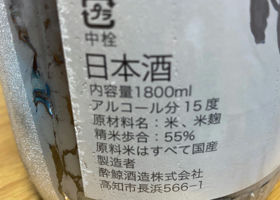 プラ
中栓
日本酒
内容量1800ml
アルコール分15度
原材料名：米、米麹
精米歩合：55%
原料米はすべて国産
製造者
酔鯨酒造株式会社
高知市長浜566-1